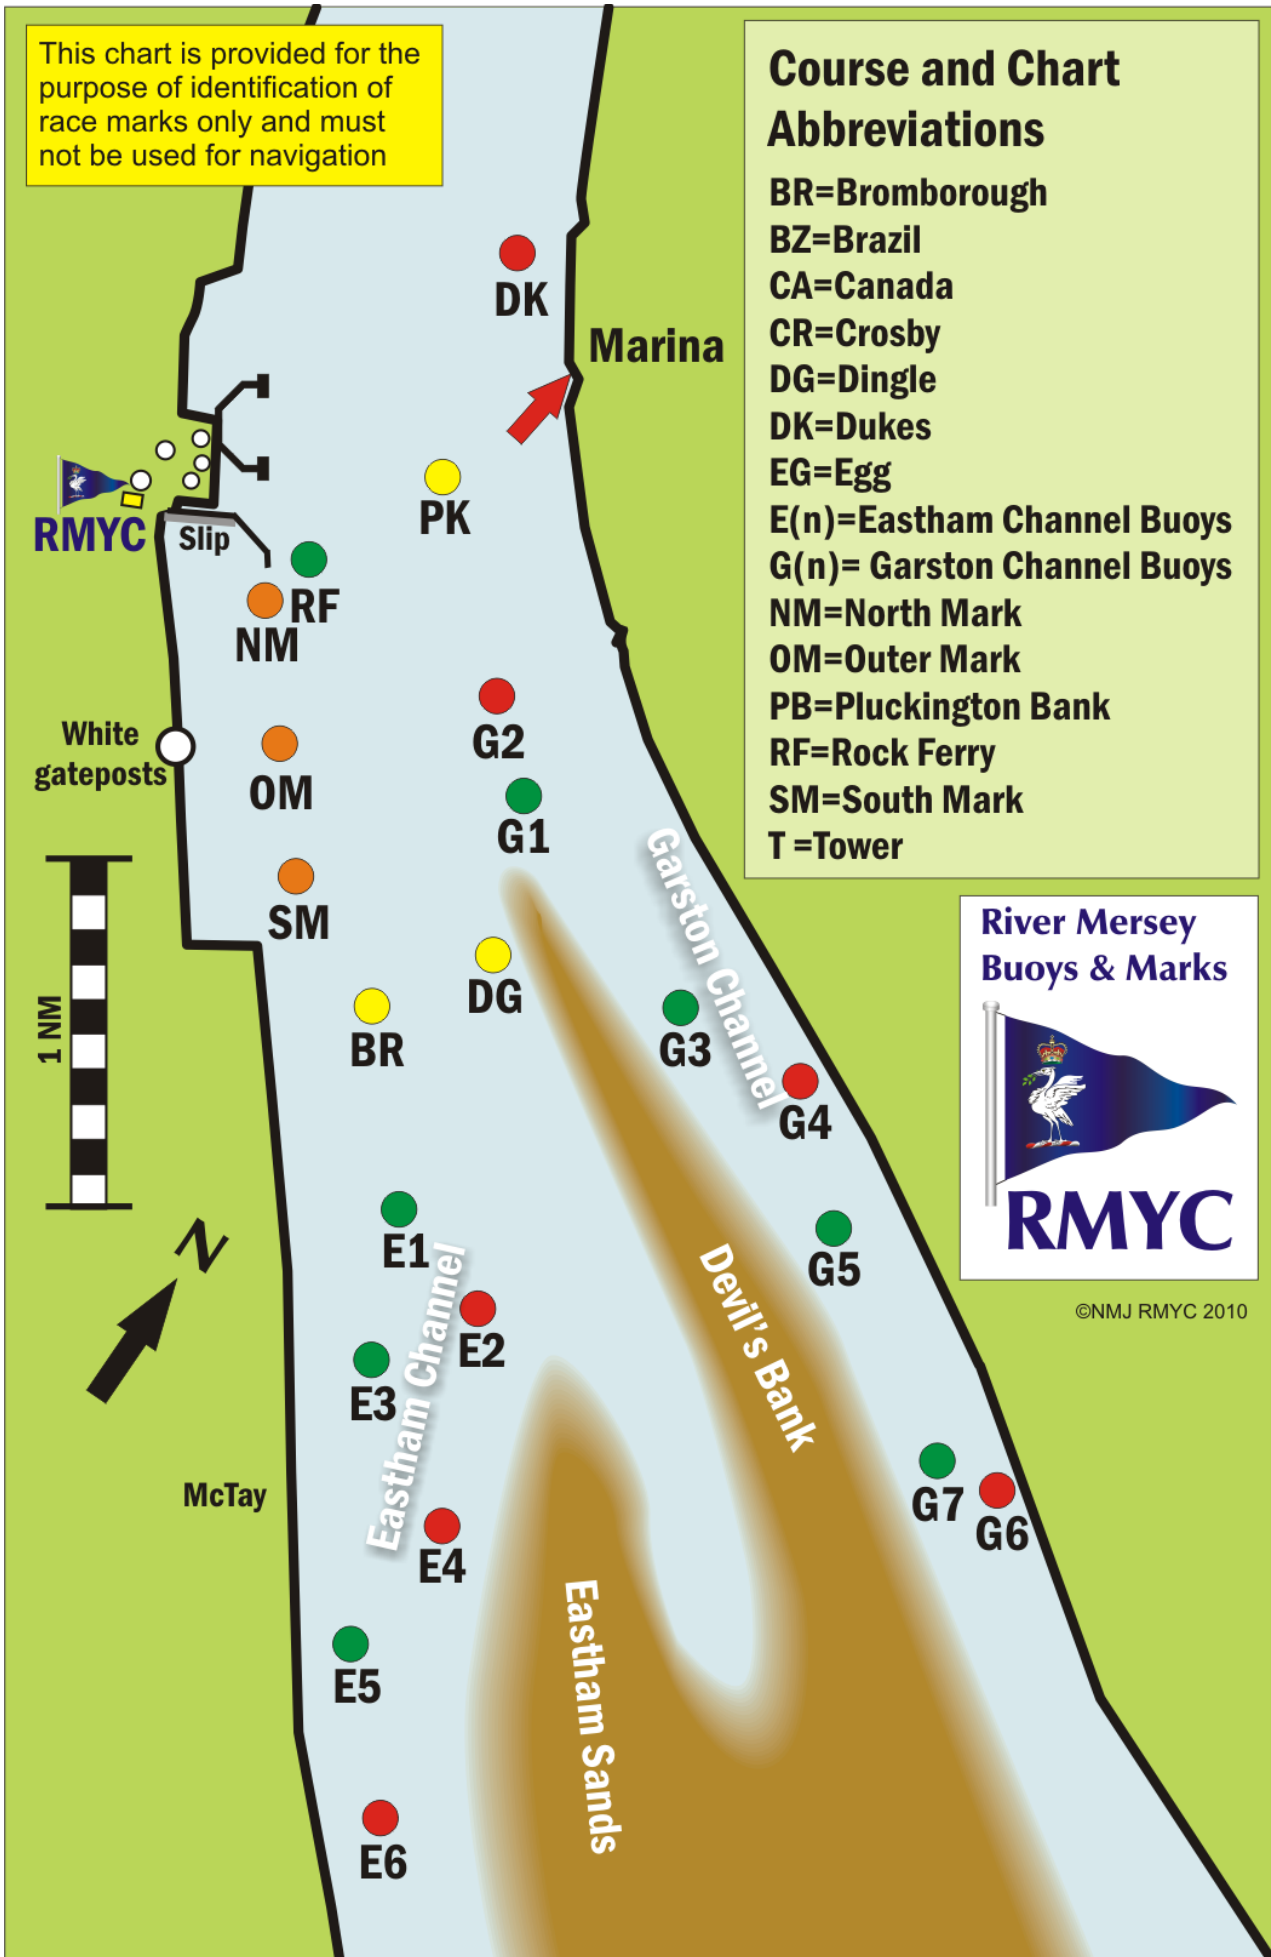 This chart is provided for the
purpose of identification of
race marks only and must
not be used for navigation
Course and Chart
Abbreviations
BR=Bromborough
BZ=Brazil
CA=Canada
CR=Crosby
DG=Dingle
DK=Dukes
EG=Egg
E(n)=Eastham Channel Buoys
G(n)= Garston Channel Buoys
NM=North Mark
OM=Outer Mark
PB=Pluckington Bank
RF=Rock Ferry
SM=South Mark
T =Tower
DK
Marina
PK
RMYC
Slip
RF
NM
G2
White
gateposts
OM
G1
SM
Garston Channel
DG
BR
G3
G4
1 NM
N
E1
G5
E2
E3
Eastham Channel
Devil's Bank
McTay
G7
G6
E4
Eastham Sands
E5
E6
River Mersey
Buoys & Marks
RMYC
©NMJ RMYC 2010